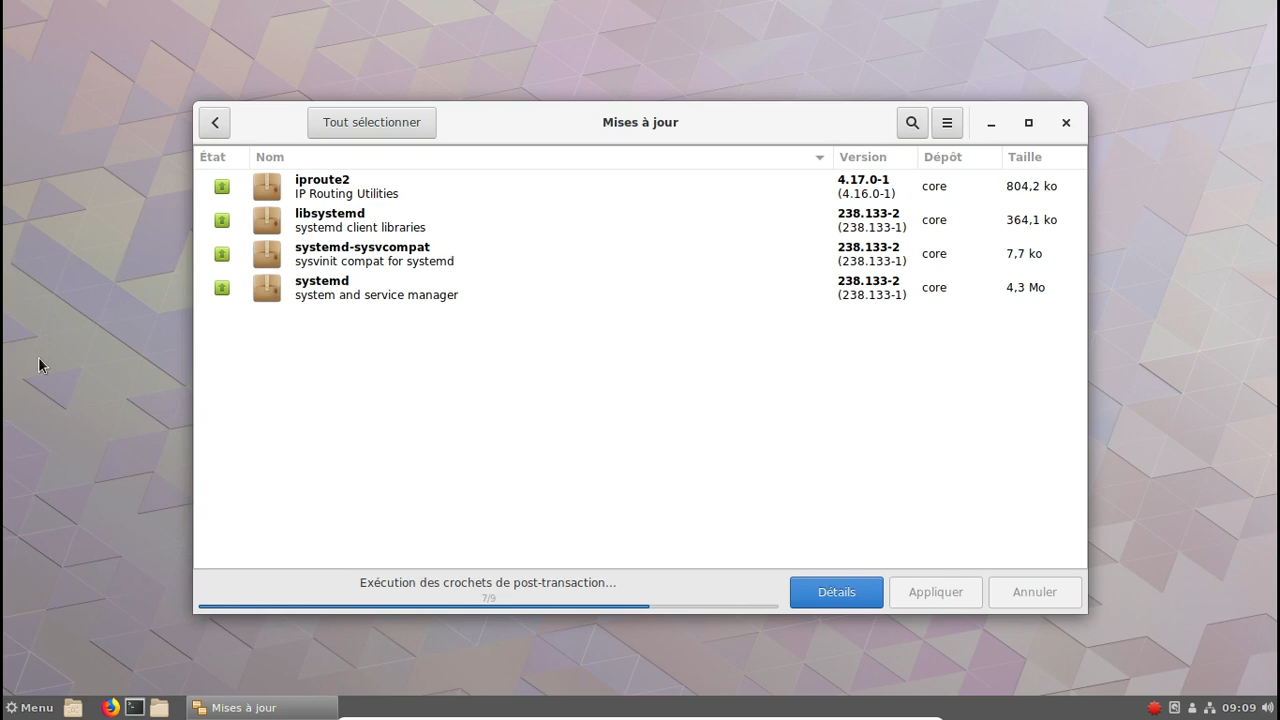 Tout sélectionner
Mises à jour
État Nom Version Dépôt Taille
iproute2 4.17.0-1
IP Routing Utilities (4.16.0-1) core 804,2 ko
libsystemd 238.133-2
systemd client libraries (238.133-1) core 364,1 ko
systemd-sysvcompat 238.133-2
sysvinit compat for systemd (238.133-1) core 7,7 ko
systemd 238.133-2
system and service manager (238.133-1) core 4,3 Mo
Exécution des crochets de post-transaction...
7/9
Détails Appliquer Annuler
Menu Mises à jour 09:09